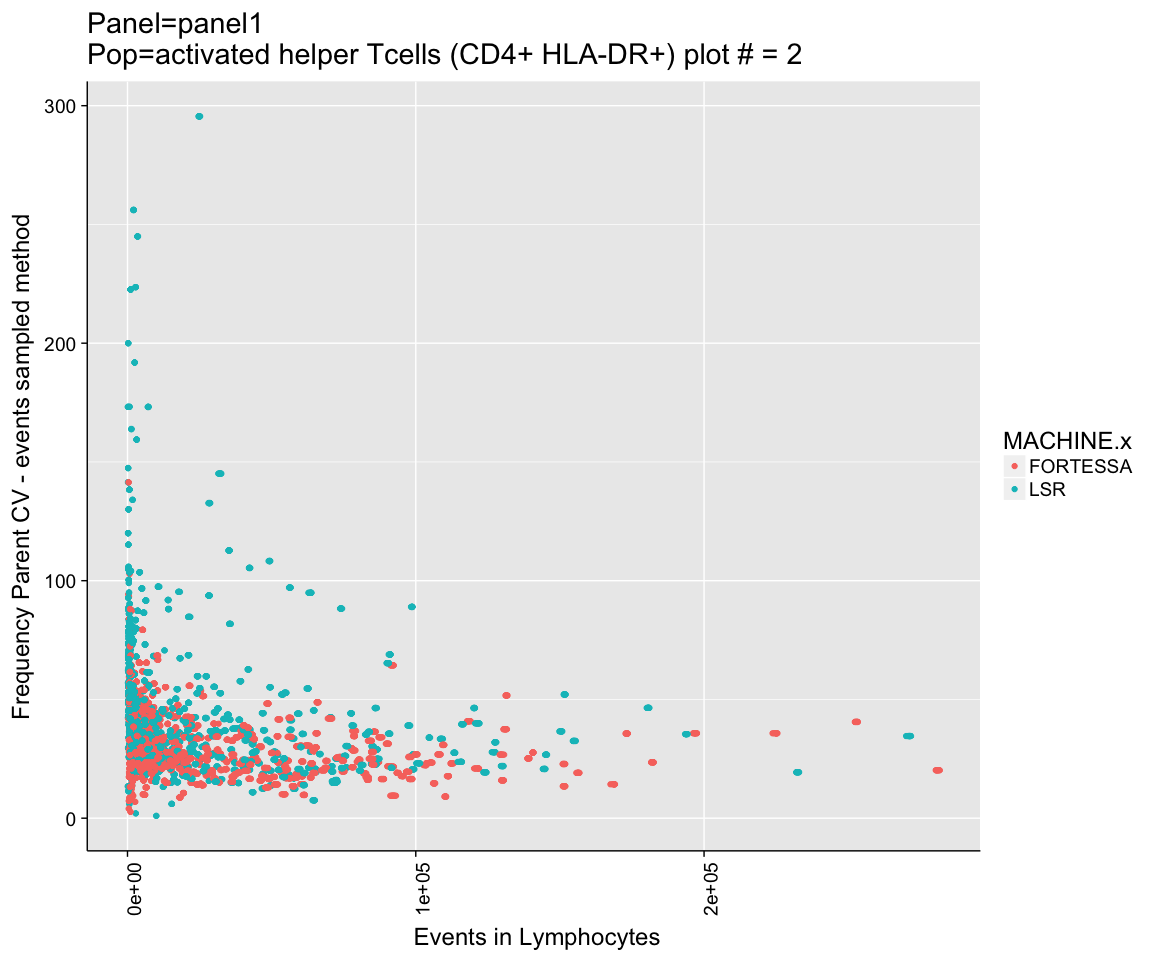 Panel=panel1
Pop=activated helper Tcells (CD4+ HLA-DR+) plot # = 2
Frequency Parent CV - events sampled method
300
200
100
0
0e+00
1e+05
2e+05
Events in Lymphocytes
MACHINE.x
FORTESSA
LSR